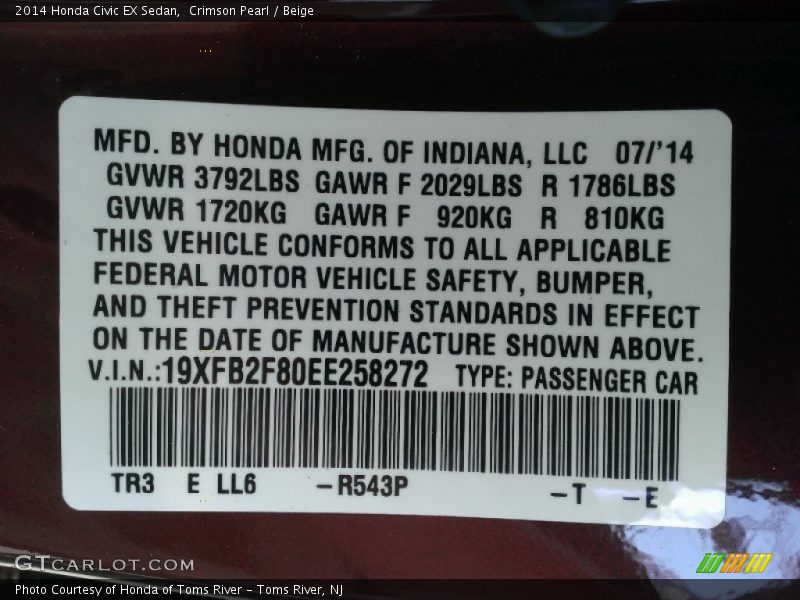 2014 Honda Civic EX Sedan,  Crimson Pearl / Beige
MFD. BY HONDA MFG. OF INDIANA, LLC 07/'14
GVWR 3792LBS GAWR F 2029LBS R 1786LBS
GVWR 1720KG GAWR F 920KG R 810KG
THIS VEHICLE CONFORMS TO ALL APPLICABLE
FEDERAL MOTOR VEHICLE SAFETY, BUMPER,
AND THEFT PREVENTION STANDARDS IN EFFECT
ON THE DATE OF MANUFACTURE SHOWN ABOVE.
V.I.N.:19XFB2F80EE258272 TYPE: PASSENGER CAR
TR3 E LL6 -R543P -T -E
GTCARLOT.COM
Photo Courtesy of Honda of Toms River - Toms River, NJ